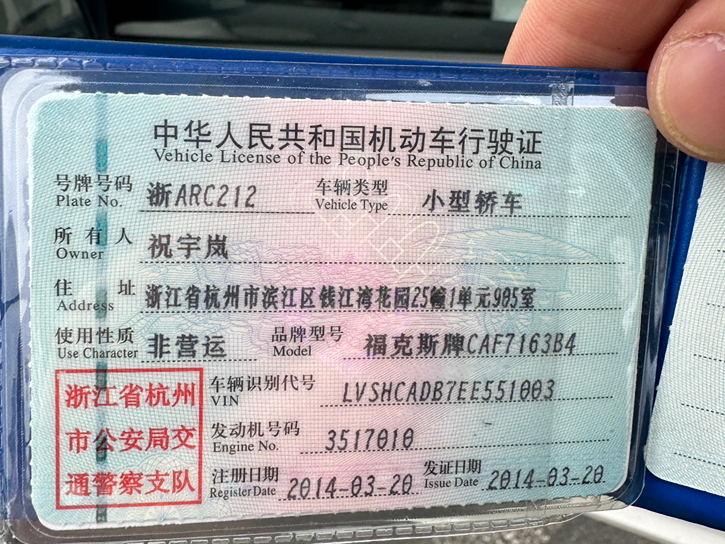 中华人民共和国机动车行驶证
Vehicle License of the People's Republic of China
号牌号码 浙ARC212 车辆类型 小型轿车
Plate No. Vehicle Type
所有人 祝宇岚
Owner
住址 浙江省杭州市滨江区钱江湾花园25幢1单元905室
Address
使用性质 非营运 品牌型号 福克斯牌CAF7163B4
Use Character Model
浙江省杭州
市公安局交
通警察支队
车辆识别代号 LVSHCADB7EE551003
VIN
发动机号码 3517010
Engine No.
注册日期 2014-03-20 发证日期 2014-03-20
Register Date Issue Date